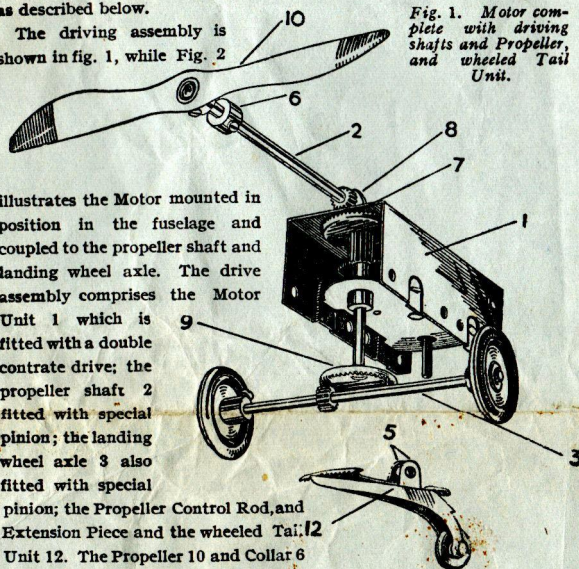 as described below.
The driving assembly is
shown in fig. 1, while Fig. 2
Fig. 1. Motor com-
plete with driving
shafts and Propeller,
and wheeled Tail
Unit.
10
6
2
8
7
1
illustrates the Motor mounted in
position in the fuselage and
coupled to the propeller shaft and
landing wheel axle. The drive
assembly comprises the Motor
Unit 1 which is
fitted with a double
contrate drive; the
propeller shaft 2
fitted with special
pinion; the landing
wheel axle 3 also
fitted with special
pinion; the Propeller Control Rod, and
Extension Piece and the wheeled Tail
Unit 12. The Propeller 10 and Collar 6
9
3
5
12